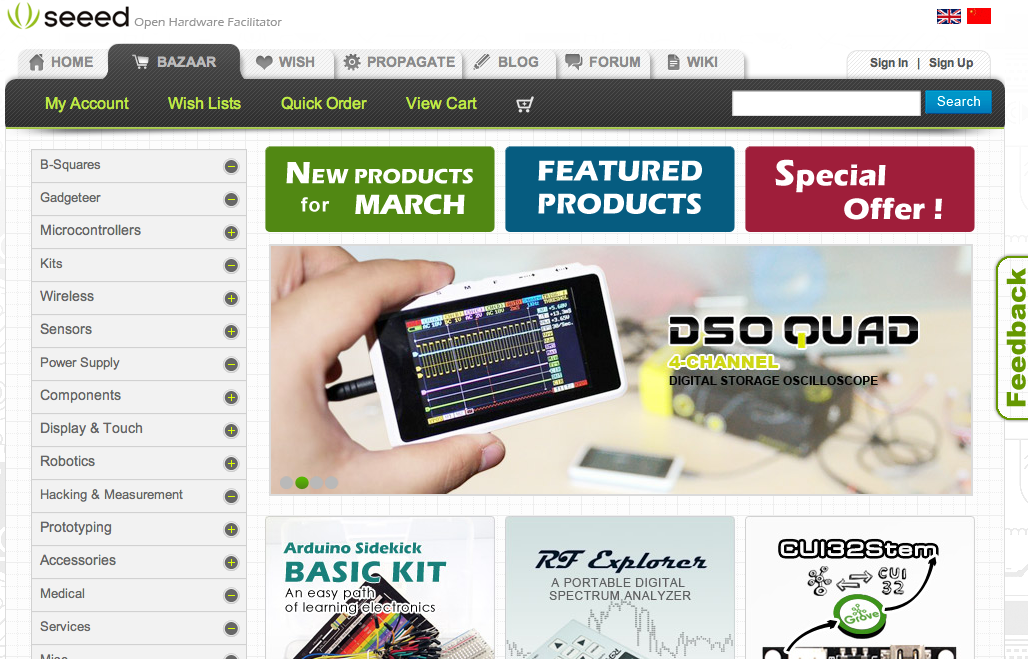 seeed Open Hardware Facilitator
HOME BAZAAR WISH PROPAGATE BLOG FORUM WIKI
Sign In | Sign Up
My Account Wish Lists Quick Order View Cart
Search
B-Squares
Gadgeteer
Microcontrollers
Kits
Wireless
Sensors
Power Supply
Components
Display & Touch
Robotics
Hacking & Measurement
Prototyping
Accessories
Medical
Services
Misc
NEW PRODUCTS
for MARCH
FEATURED
PRODUCTS
Special
Offer !
DSO QUAD
4-CHANNEL
DIGITAL STORAGE OSCILLOSCOPE
Feedback
Arduino Sidekick
BASIC KIT
An easy path
of learning electronics
RF Explorer
A PORTABLE DIGITAL
SPECTRUM ANALYZER
CUI32Stem
CUI
32
Grove